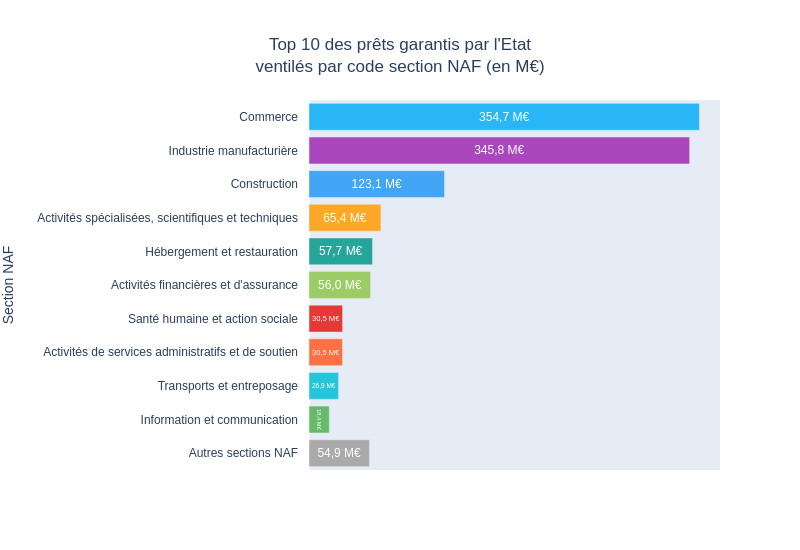 Top 10 des prêts garantis par l'Etat
ventilés par code section NAF (en M€)
Section NAF
Commerce 354,7 M€
Industrie manufacturière 345,8 M€
Construction 123,1 M€
Activités spécialisées, scientifiques et techniques 65,4 M€
Hébergement et restauration 57,7 M€
Activités financières et d'assurance 56,0 M€
Santé humaine et action sociale 30,5 M€
Activités de services administratifs et de soutien 30,5 M€
Transports et entreposage 26,9 M€
Information et communication
Autres sections NAF 54,9 M€